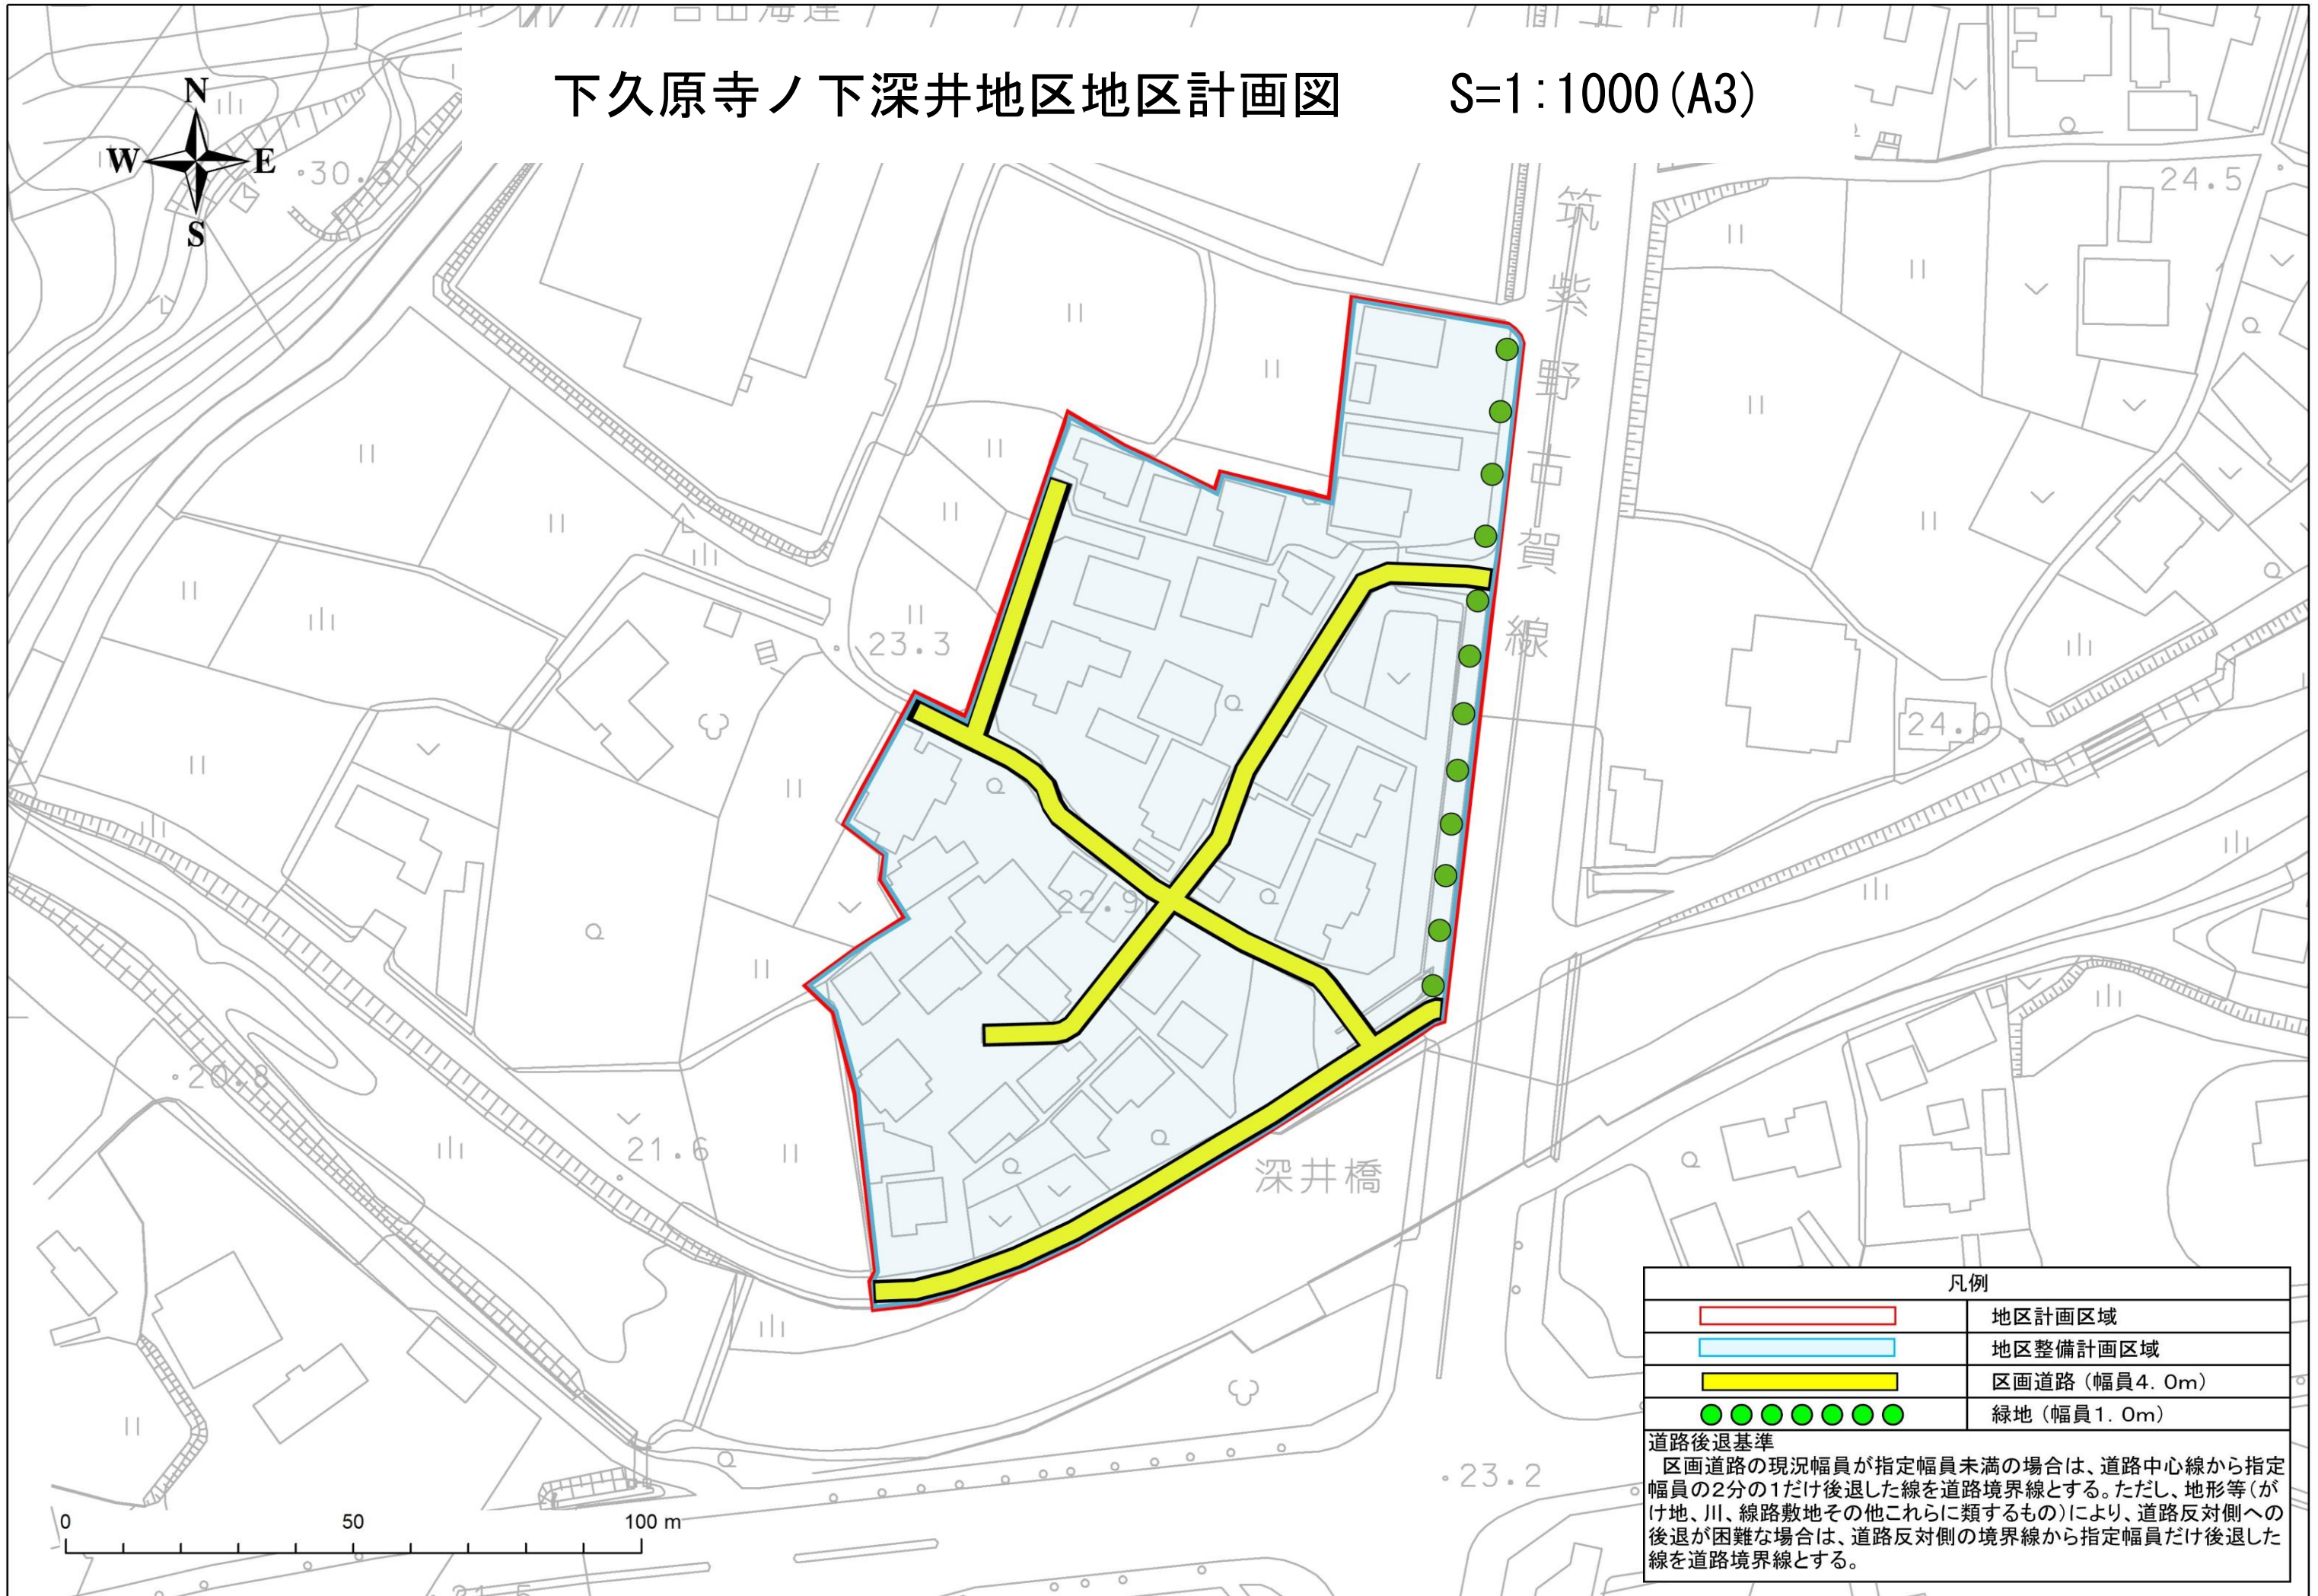 下久原寺ノ下深井地区地区計画図 S=1:1000(A3)
N
W E
S
24.5
筑紫野古賀線
23.3
24.0
22.9
20.8
21.6
深井橋
23.2
凡例
地区計画区域
地区整備計画区域
区画道路（幅員4．0m）
緑地（幅員1．0m）
道路後退基準
区画道路の現況幅員が指定幅員未満の場合は、道路中心線から指定
幅員の2分の1だけ後退した線を道路境界線とする。ただし、地形等（が
け地、川、線路敷地その他これらに類するもの）により、道路反対側への
後退が困難な場合は、道路反対側の境界線から指定幅員だけ後退した
線を道路境界線とする。
0 50 100 m